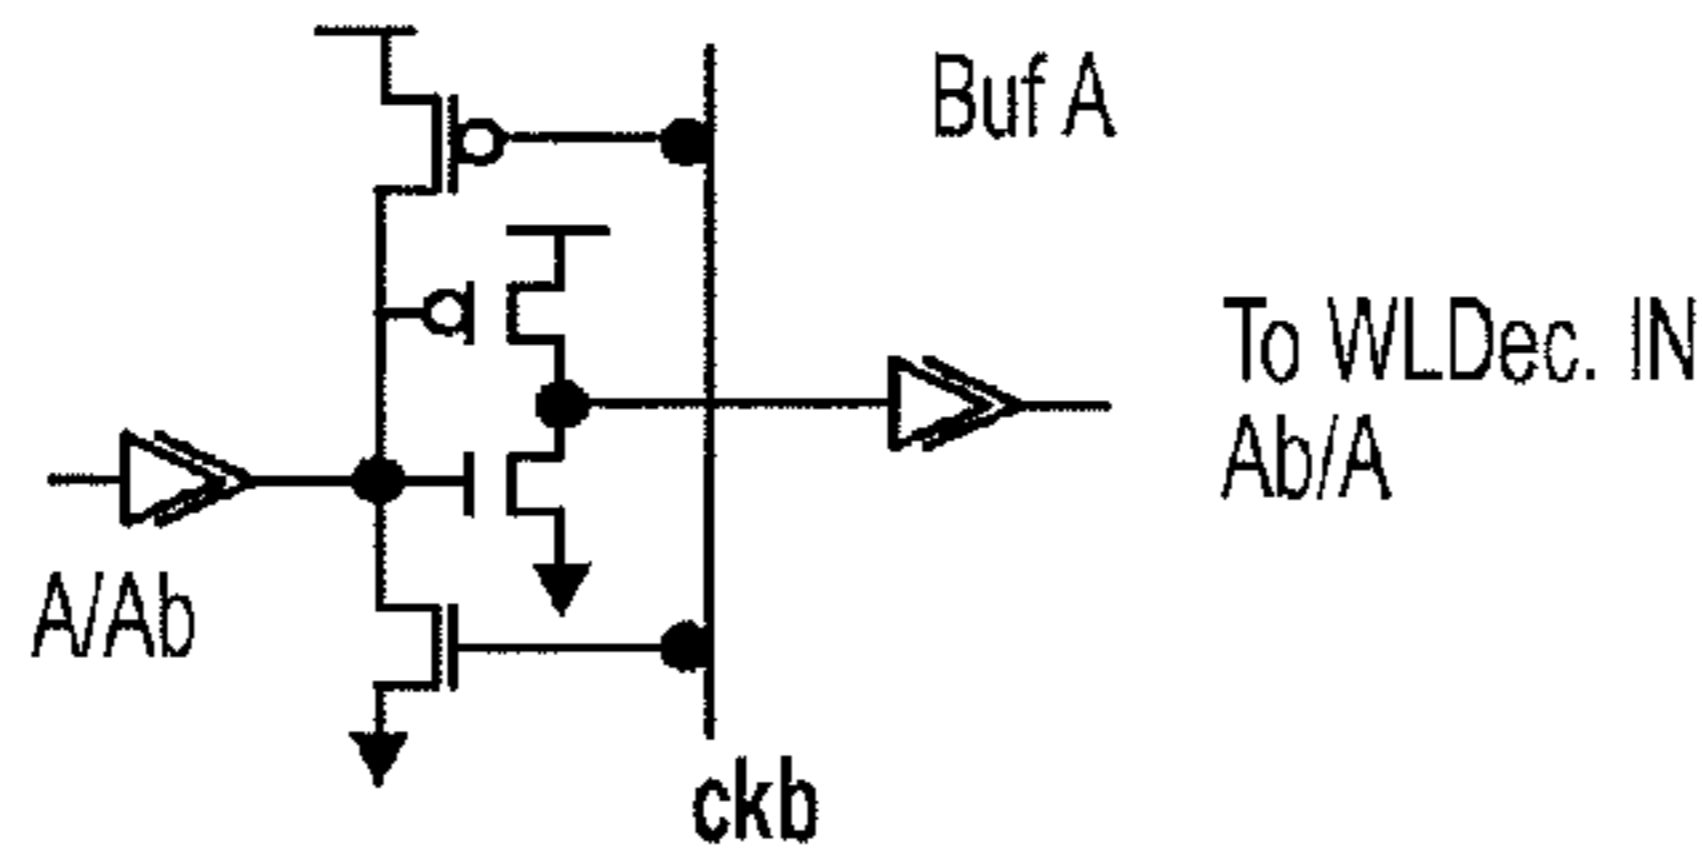 Buf A
To WLDec. IN
Ab/A
A/Ab
ckb